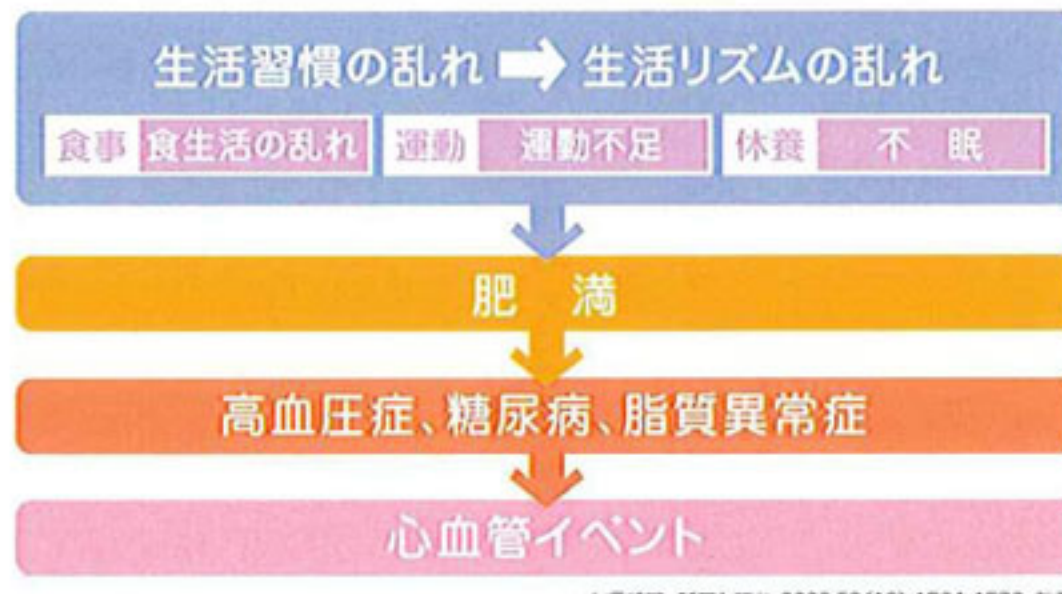 生活習慣の乱れ ➡ 生活リズムの乱れ
食事 食生活の乱れ 運動 運動不足 休養 不 眠
肥 満
高血圧症、糖尿病、脂質異常症
心血管イベント